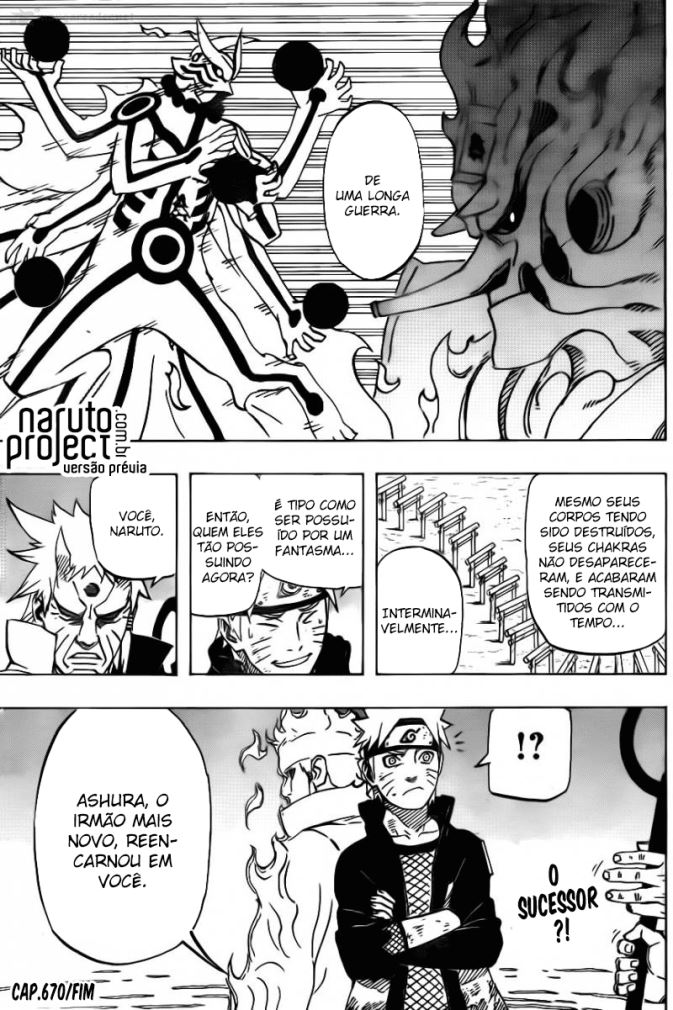 DE
UMA LONGA
GUERRA.
naruto
project
.com.br
versão prévia
MESMO SEUS
CORPOS TENDO
SIDO DESTRUÍDOS,
SEUS CHAKRAS
NÃO DESAPARECE-
RAM, E ACABARAM
SENDO TRANSMI-
TIDOS COM O
TEMPO...
INTERMINA-
VELMENTE...
É TIPO COMO
SER POSSU-
ÍDO POR UM
FANTASMA...
ENTÃO,
QUEM ELES
TÃO POS-
SUINDO
AGORA?
VOCÊ,
NARUTO.
!?
ASHURA, O
IRMÃO MAIS
NOVO, REEN-
CARNOU EM
VOCÊ.
O
SUCESSOR
?!
CAP.670/FIM